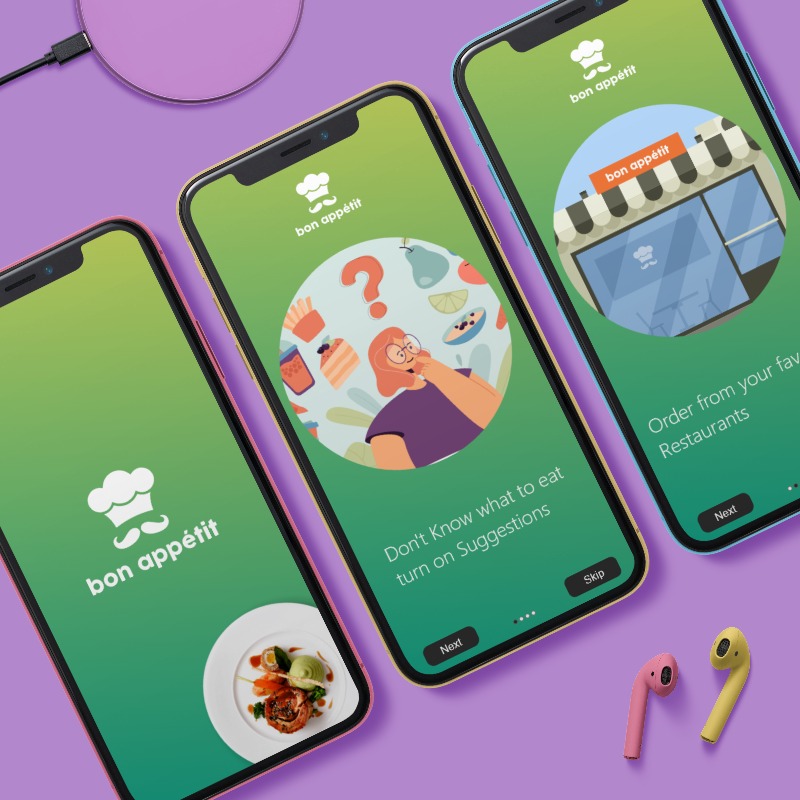 bon appétit
bon appétit
Don't Know what to eat
turn on Suggestions
Next
Skip
bon appétit
bon appétit
Order from your fav
Restaurants
Next